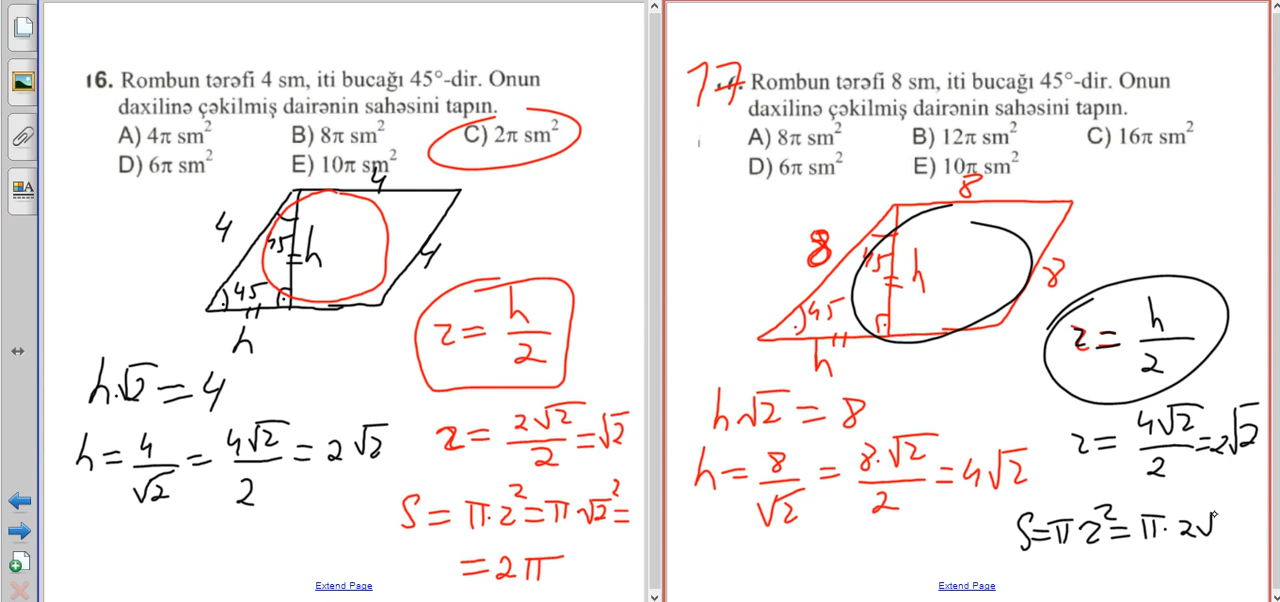 16. Rombun tərəfi 4 sm, iti bucağı 45°-dir. Onun
daxilinə çəkilmiş dairənin sahəsini tapın.
A) 4π sm² B) 8π sm² C) 2π sm²
D) 6π sm² E) 10π sm²
4
4
4
45
h
45
h
r = h/2
h·√2 = 4
h = 4/√2 = 4√2/2 = 2√2
r = 2√2/2 = √2
S = π·r² = π·√2² =
= 2π
Extend Page
17. Rombun tərəfi 8 sm, iti bucağı 45°-dir. Onun
daxilinə çəkilmiş dairənin sahəsini tapın.
A) 8π sm² B) 12π sm² C) 16π sm²
D) 6π sm² E) 10π sm²
8
8
8
45
h
45
h
r = h/2
h√2 = 8
h = 8/√2 = 8·√2/2 = 4√2
r = 4√2/2 = 2√2
S = πr² = π·2√
Extend Page